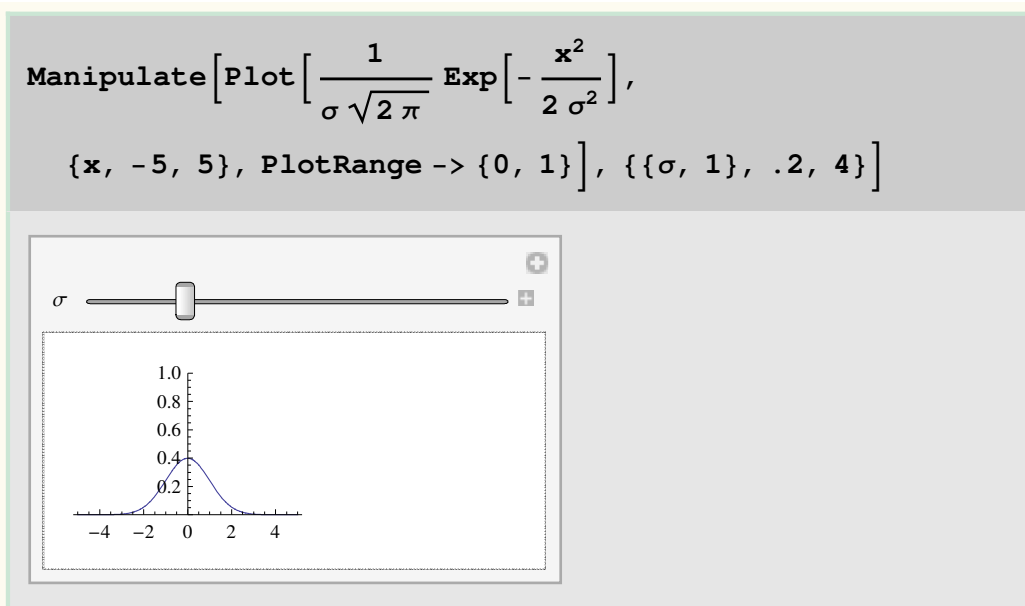 Manipulate[Plot[1/(σ √(2 π)) Exp[-x²/(2 σ²)],
{x, -5, 5}, PlotRange -> {0, 1}], {{σ, 1}, .2, 4}]
σ
1.0
0.8
0.6
0.4
0.2
−4 −2 0 2 4